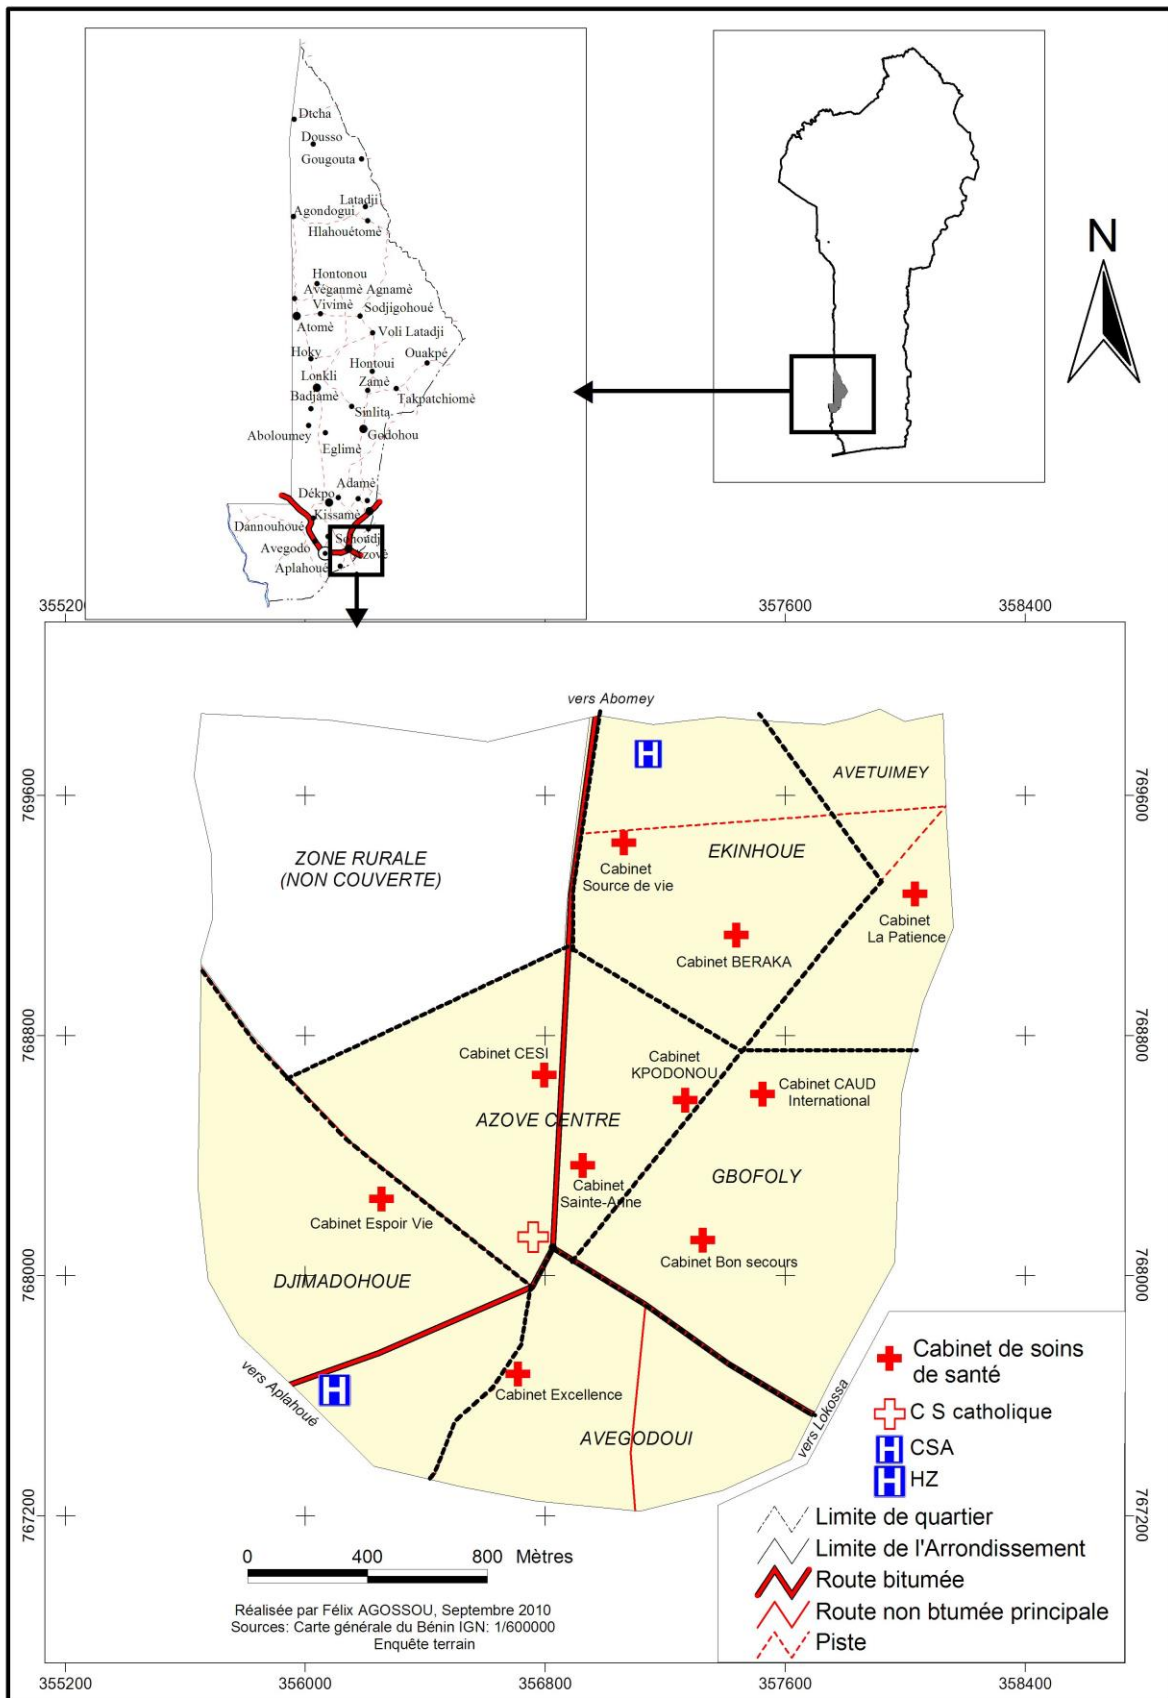 Dtcha
Dousso
Gougouta
Latadji
Agondogui
Hlahouétomè
Hontonou
Avéganmè Agnamè
Vivimè
Sodjigohoué
Atomè
Voli Latadji
Hoky
Ouakpé
Hontoui
Lonkli
Zamè
Badjamè
Takpatchiomè
Sinlita
Aboloumey
Godohou
Eglimè
Adamè
Dékpo
Kissamè
Dannouhoué
Avegodo
Aplahoué
N
355200
357600
358400
vers Abomey
769600
769600
AVETUIMEY
ZONE RURALE
(NON COUVERTE)
EKINHOUE
Cabinet
Source de vie
Cabinet
La Patience
Cabinet BERAKA
768800
768800
Cabinet CESI
Cabinet
KPODONOU
Cabinet CAUD
International
AZOVE CENTRE
GBOFOLY
Cabinet
Sainte-Anne
Cabinet Espoir Vie
Cabinet Bon secours
768000
768000
DJIMADOHOUE
vers Aplahoué
Cabinet Excellence
AVEGODOUI
vers Lokossa
767200
767200
Cabinet de soins
de santé
C S catholique
H CSA
H HZ
Limite de quartier
Limite de l'Arrondissement
Route bitumée
Route non btumée principale
Piste
0 400 800 Mètres
Réalisée par Félix AGOSSOU, Septembre 2010
Sources: Carte générale du Bénin IGN: 1/600000
Enquête terrain
355200
356000
356800
357600
358400